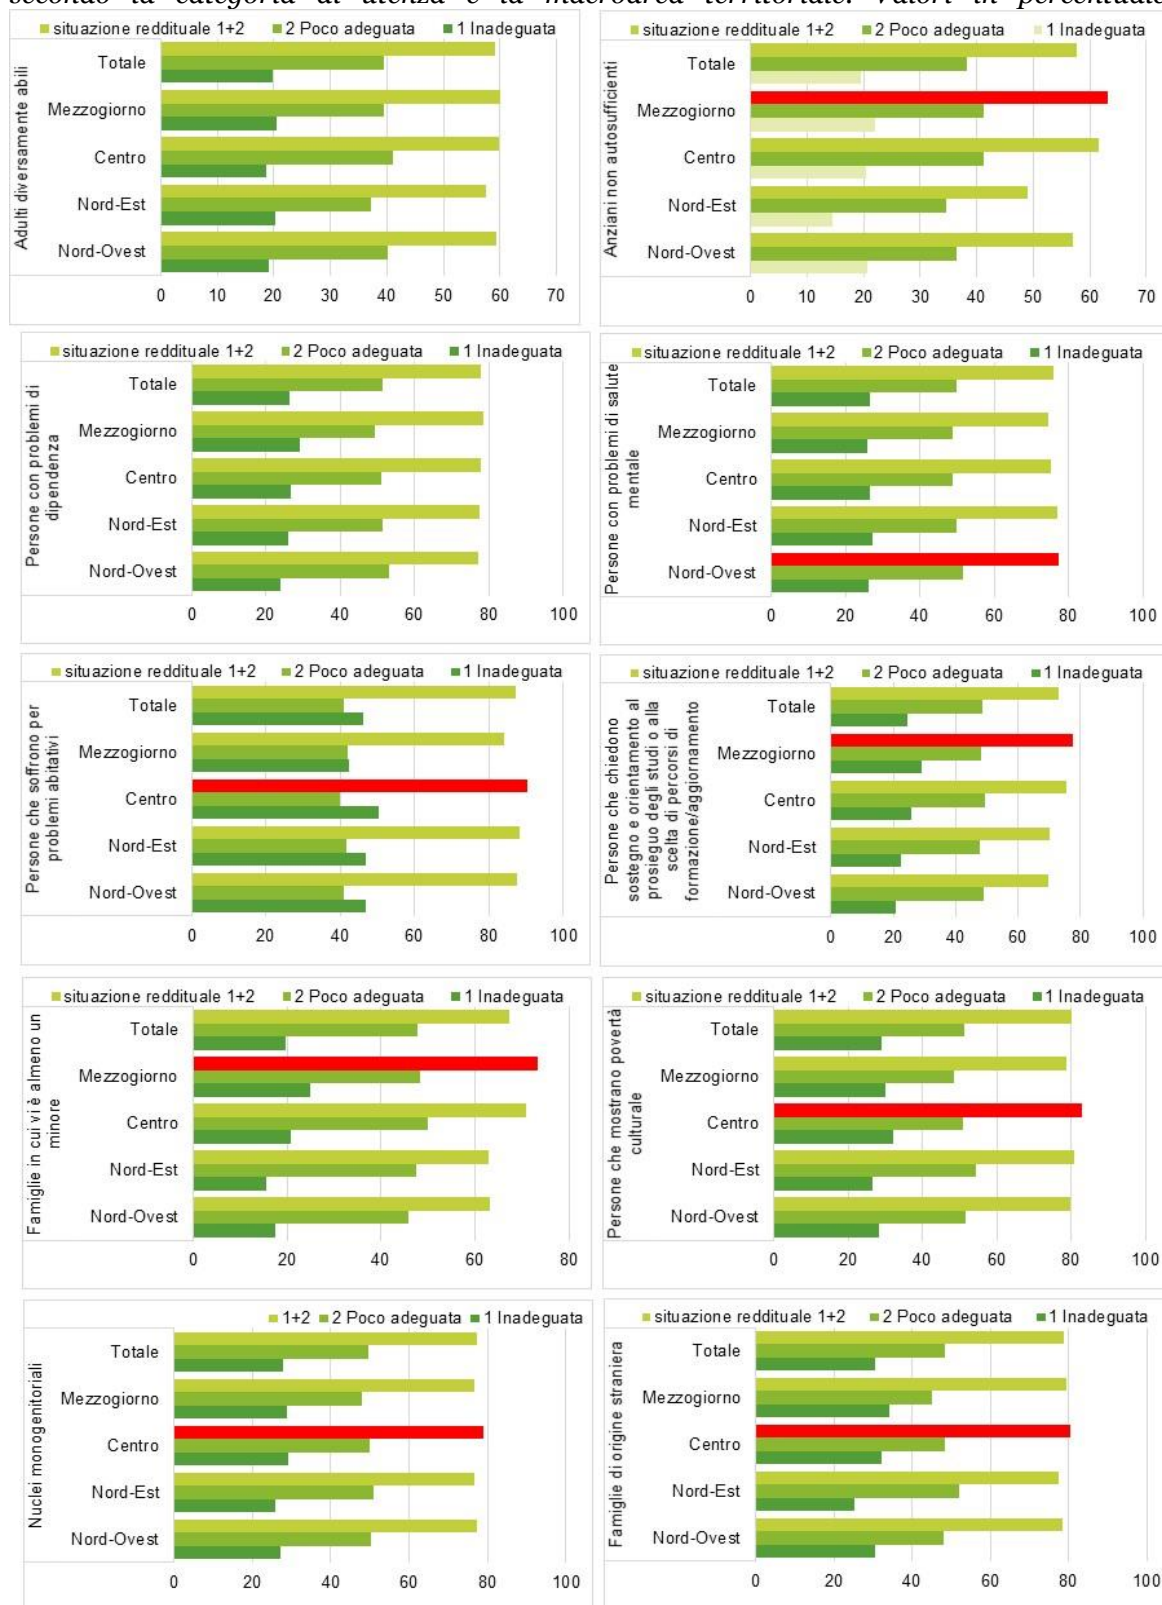 secondo la categoria di utenza e la macroarea territoriale. Valori in percentuale
situazione reddituale 1+2 2 Poco adeguata 1 Inadeguata
Adulti diversamente abili
Totale
Mezzogiorno
Centro
Nord-Est
Nord-Ovest
0 10 20 30 40 50 60 70
situazione reddituale 1+2 2 Poco adeguata 1 Inadeguata
Anziani non autosufficienti
Totale
Mezzogiorno
Centro
Nord-Est
Nord-Ovest
0 10 20 30 40 50 60 70
situazione reddituale 1+2 2 Poco adeguata 1 Inadeguata
Persone con problemi di
dipendenza
Totale
Mezzogiorno
Centro
Nord-Est
Nord-Ovest
0 20 40 60 80 100
situazione reddituale 1+2 2 Poco adeguata 1 Inadeguata
Persone con problemi di salute
mentale
Totale
Mezzogiorno
Centro
Nord-Est
Nord-Ovest
0 20 40 60 80 100
situazione reddituale 1+2 2 Poco adeguata 1 Inadeguata
Persone che soffrono per
problemi abitativi
Totale
Mezzogiorno
Centro
Nord-Est
Nord-Ovest
0 20 40 60 80 100
situazione reddituale 1+2 2 Poco adeguata 1 Inadeguata
Persone che chiedono
sostegno e orientamento al
prosieguo degli studi o alla
scelta di percorsi di
formazione/aggiornamento
Totale
Mezzogiorno
Centro
Nord-Est
Nord-Ovest
0 20 40 60 80 100
situazione reddituale 1+2 2 Poco adeguata 1 Inadeguata
Famiglie in cui vi è almeno un
minore
Totale
Mezzogiorno
Centro
Nord-Est
Nord-Ovest
0 20 40 60 80
situazione reddituale 1+2 2 Poco adeguata 1 Inadeguata
Persone che mostrano povertà
culturale
Totale
Mezzogiorno
Centro
Nord-Est
Nord-Ovest
0 20 40 60 80 100
1+2 2 Poco adeguata 1 Inadeguata
Nuclei monogenitoriali
Totale
Mezzogiorno
Centro
Nord-Est
Nord-Ovest
0 20 40 60 80 100
situazione reddituale 1+2 2 Poco adeguata 1 Inadeguata
Famiglie di origine straniera
Totale
Mezzogiorno
Centro
Nord-Est
Nord-Ovest
0 20 40 60 80 100